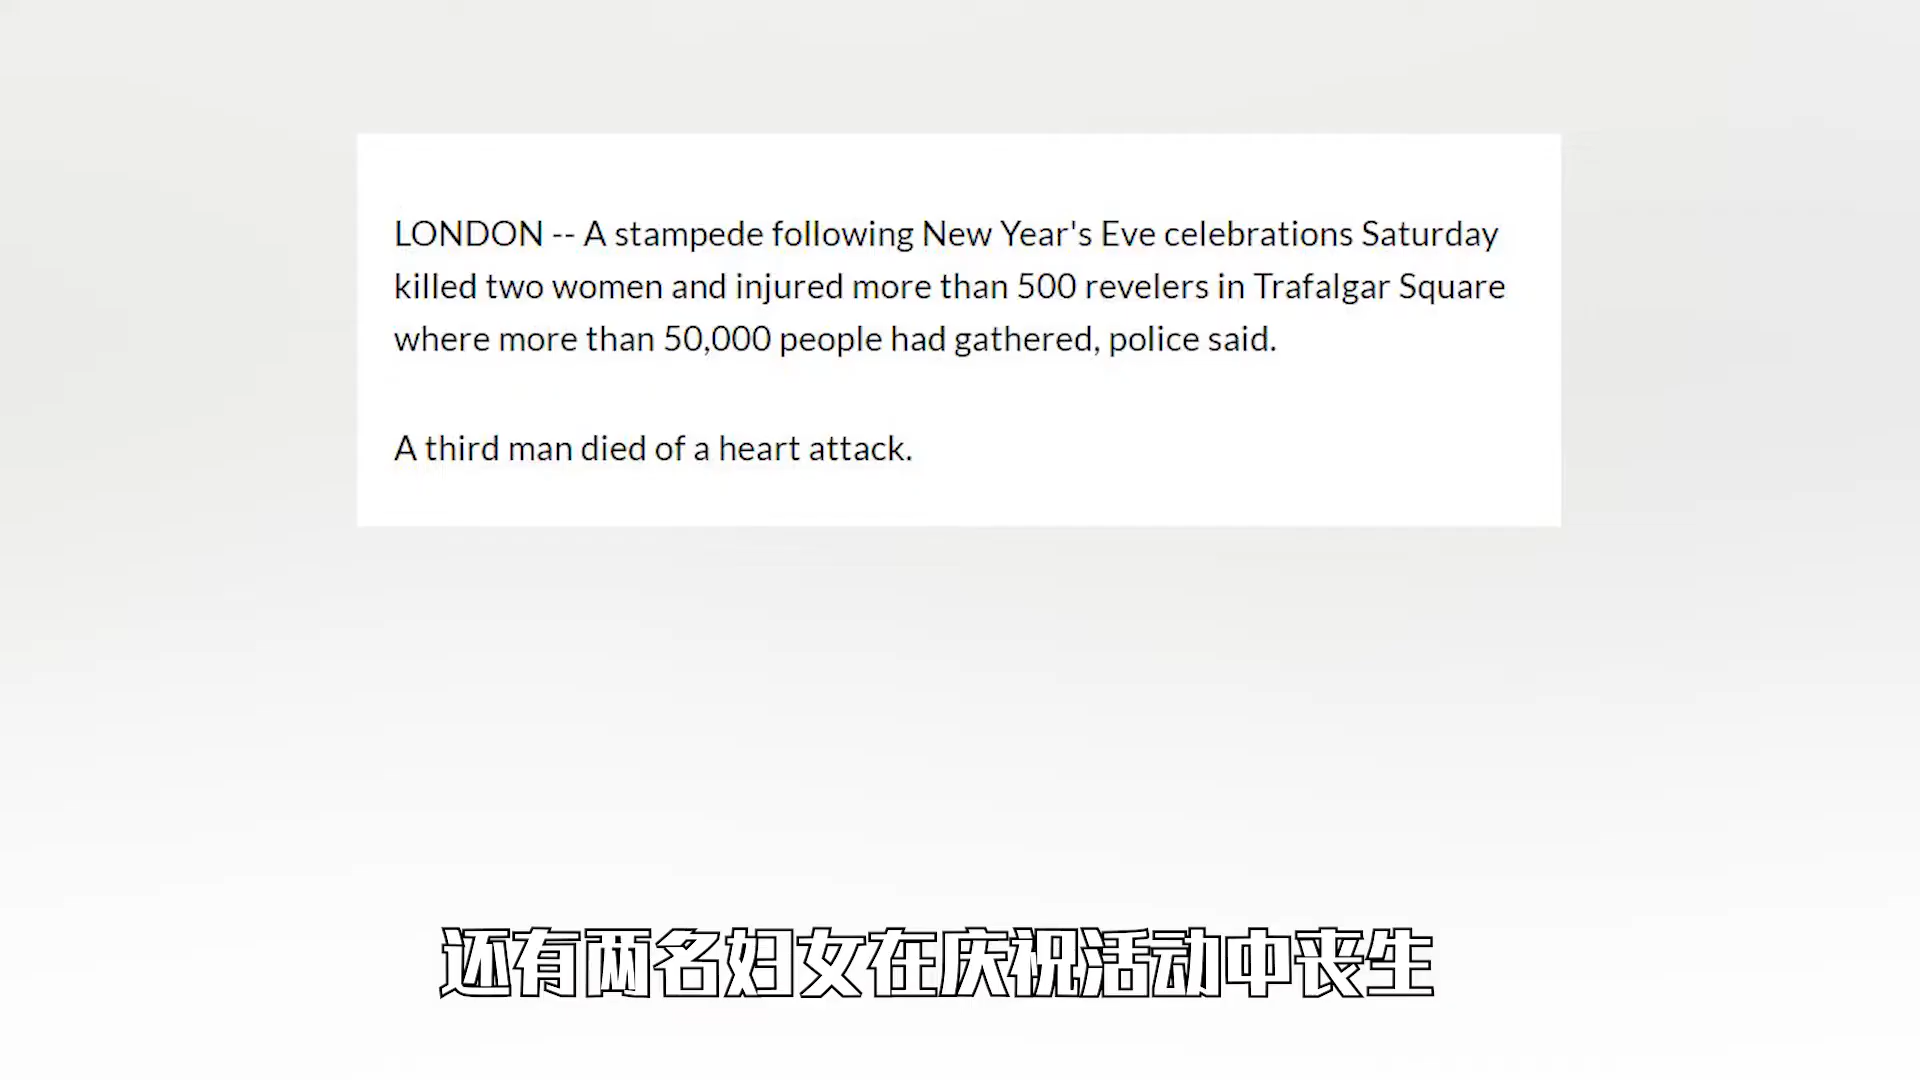 LONDON -- A stampede following New Year's Eve celebrations Saturday
killed two women and injured more than 500 revelers in Trafalgar Square
where more than 50,000 people had gathered, police said.
A third man died of a heart attack.
还有两名妇女在庆祝活动中丧生